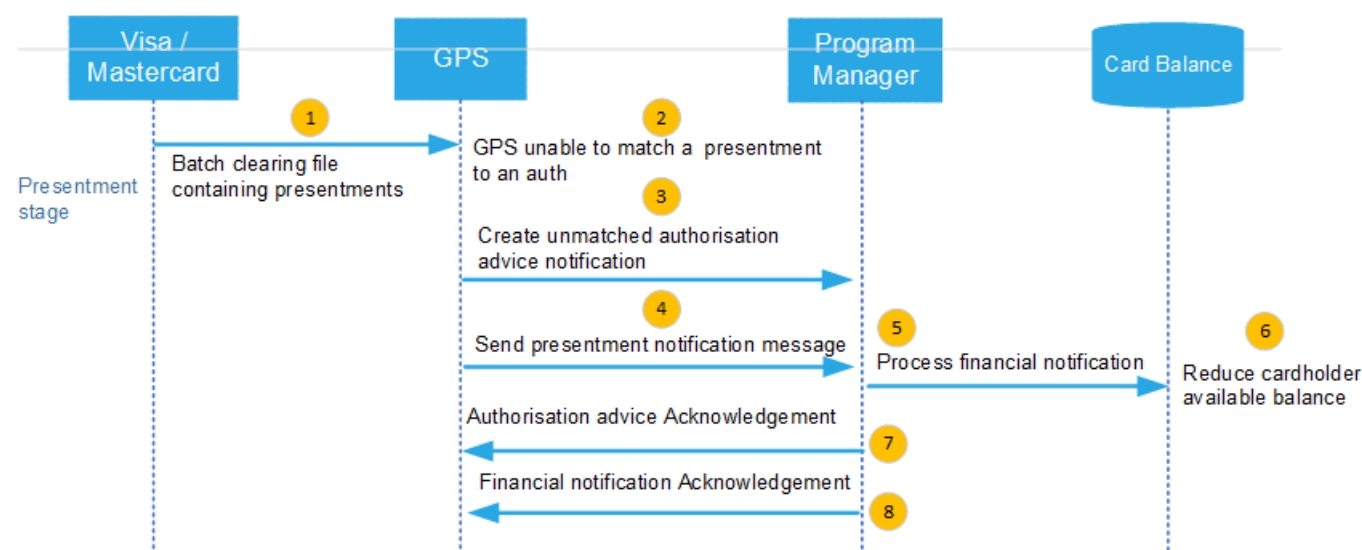 Visa /
Mastercard
GPS
Program
Manager
Card Balance
1
2
Batch clearing file
containing presentments
GPS unable to match a presentment
to an auth
Presentment
stage
3
Create unmatched authorisation
advice notification
4
Send presentment notification message
5
Process financial notification
6
Reduce cardholder
available balance
Authorisation advice Acknowledgement
7
Financial notification Acknowledgement
8